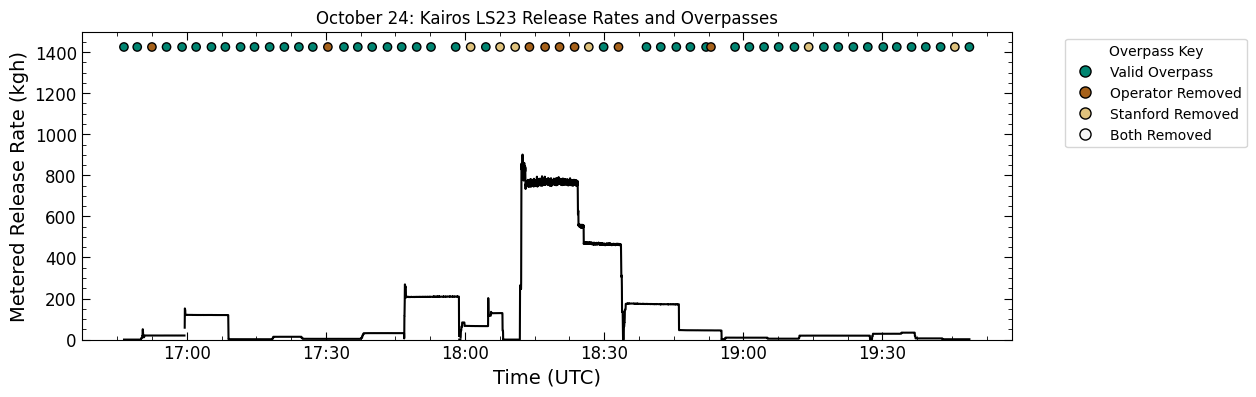 October 24: Kairos LS23 Release Rates and Overpasses
Metered Release Rate (kgh)
1400
1200
1000
800
600
400
200
0
17:00
17:30
18:00
18:30
19:00
19:30
Time (UTC)
Overpass Key
Valid Overpass
Operator Removed
Stanford Removed
Both Removed